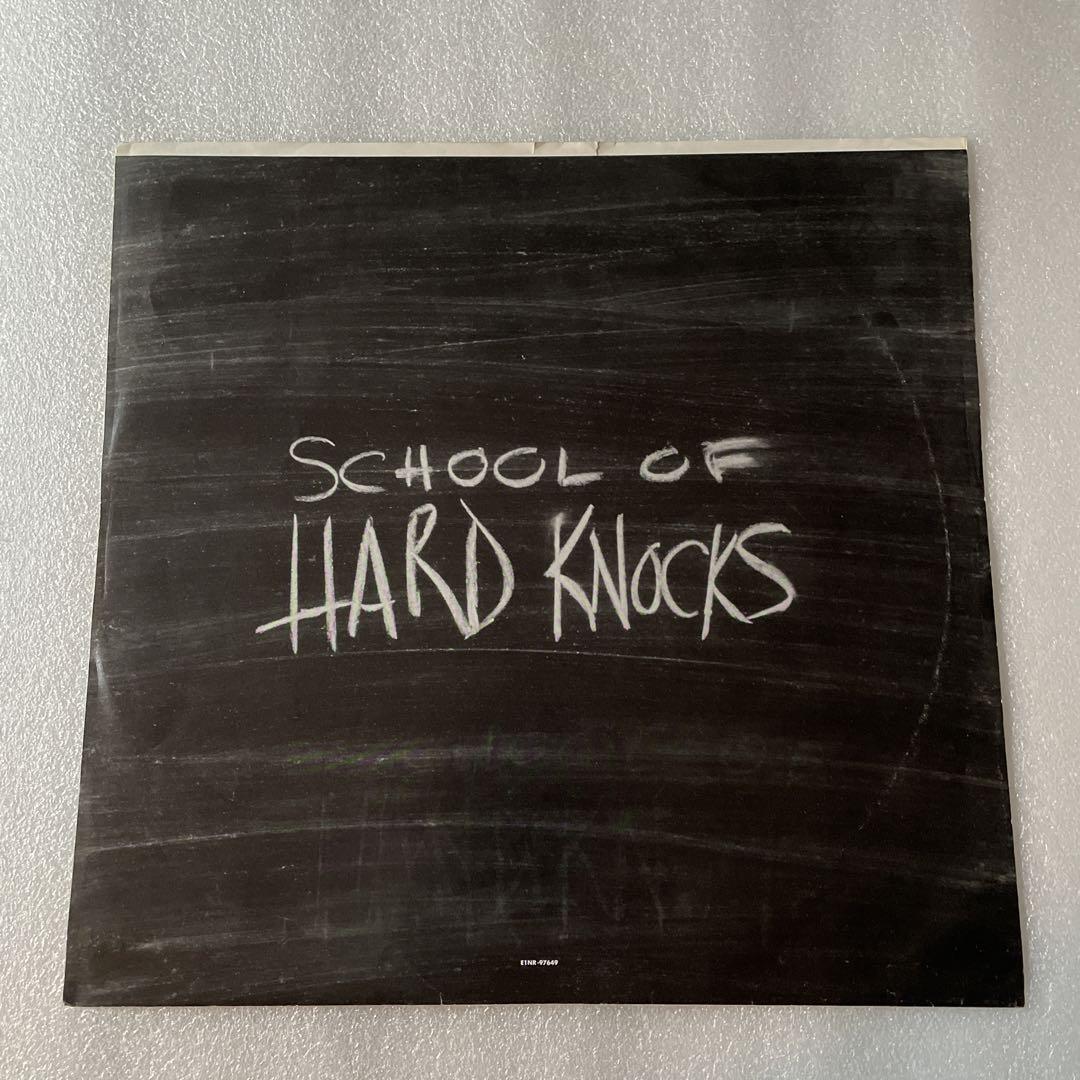 SCHOOL OF
HARD KNOCKS
E1NR-97649